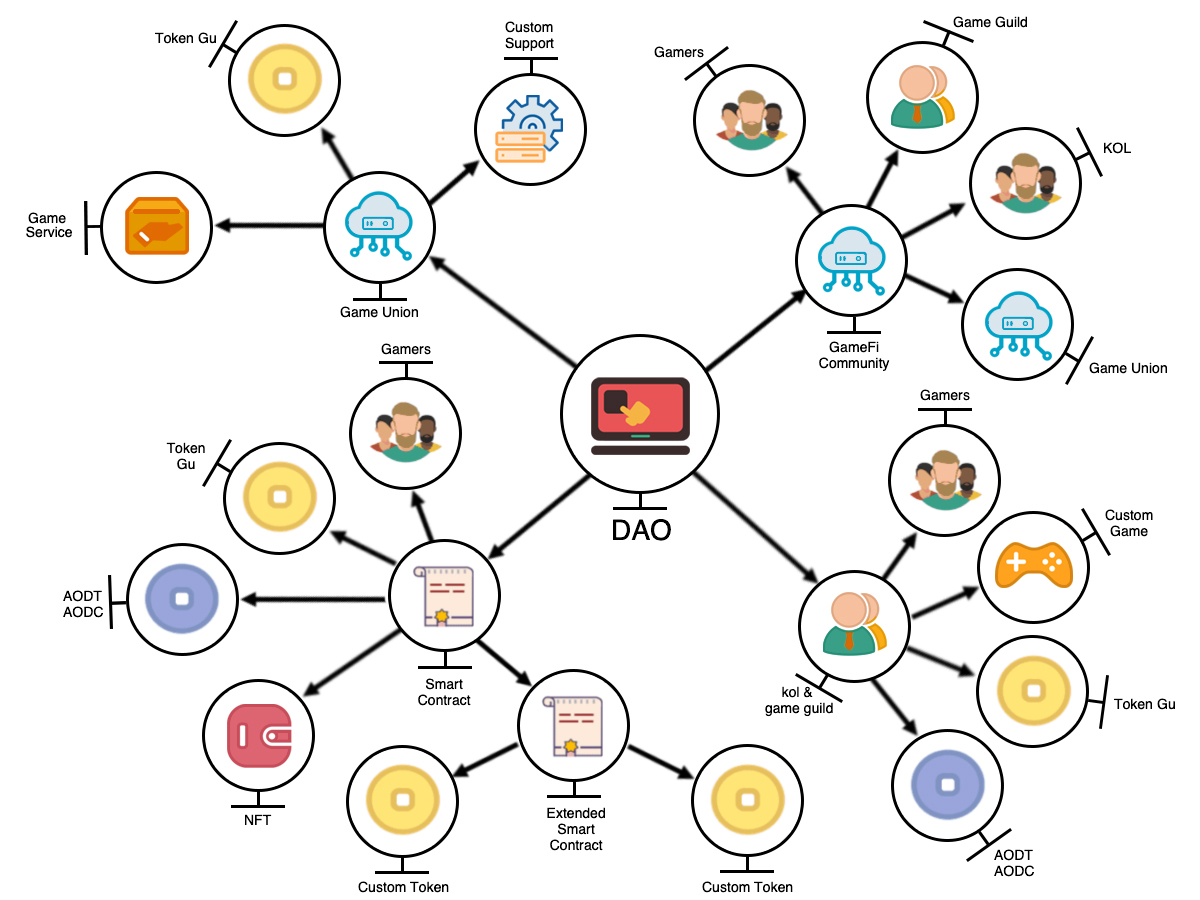 Token Gu
Custom
Support
Game
Service
Game Union
Gamers
Game Guild
KOL
GameFi
Community
Game Union
DAO
Gamers
Token
Gu
AODT
AODC
Smart
Contract
NFT
Extended
Smart
Contract
Custom Token
Custom Token
Gamers
Custom
Game
kol &
game guild
Token Gu
AODT
AODC